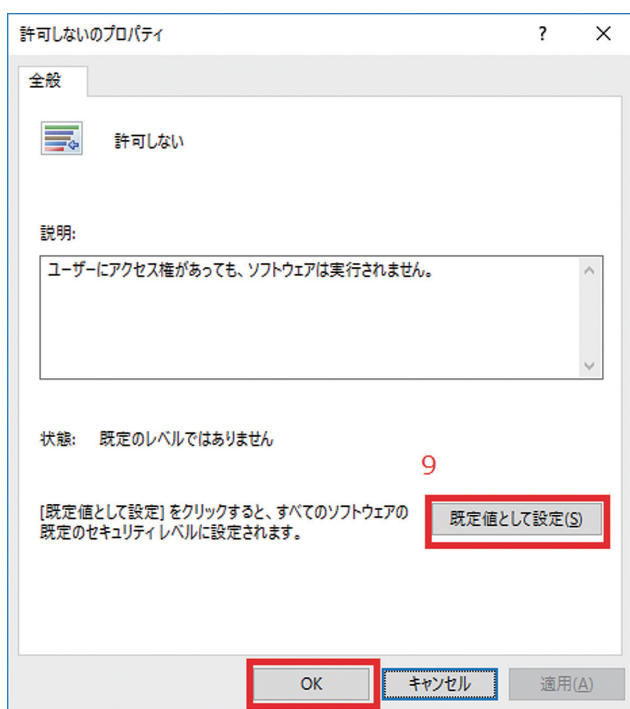 許可しないのプロパティ ? ×
全般
許可しない
説明:
ユーザーにアクセス権があっても、ソフトウェアは実行されません。
状態: 既定のレベルではありません
9
[既定値として設定] をクリックすると、すべてのソフトウェアの
既定のセキュリティ レベルに設定されます。
既定値として設定(S)
OK キャンセル 適用(A)